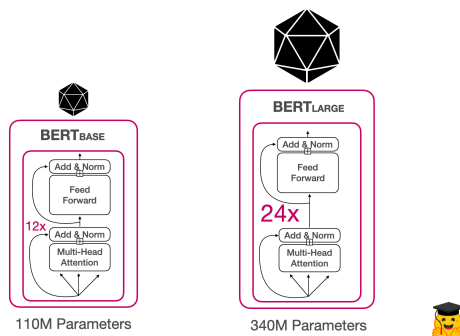 BERTBASE
Add & Norm
Feed
Forward
12x
Add & Norm
Multi-Head
Attention
110M Parameters
BERTLARGE
Add & Norm
Feed
Forward
24x
Add & Norm
Multi-Head
Attention
340M Parameters